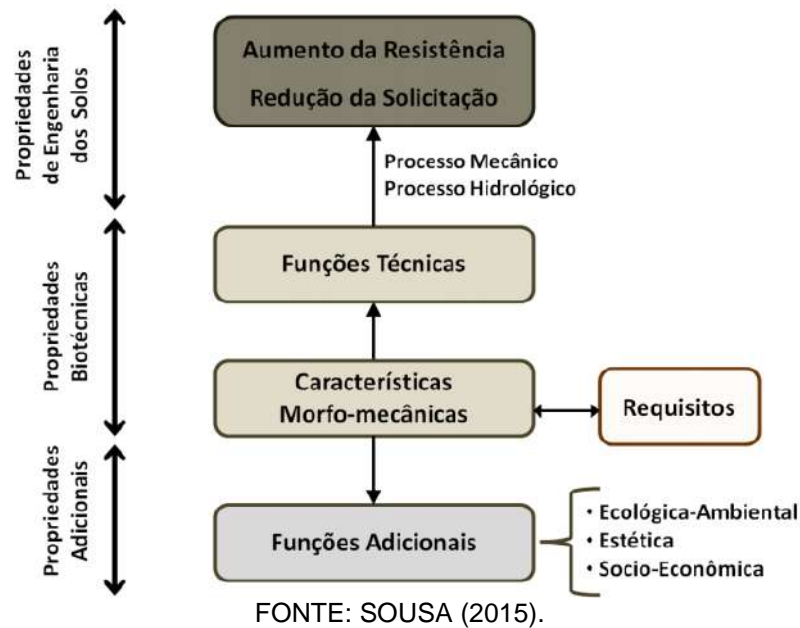 Propriedades
de Engenharia
dos Solos
Aumento da Resistência
Redução da Solicitação
Processo Mecânico
Processo Hidrológico
Propriedades
Biotécnicas
Funções Técnicas
Características
Morfo-mecânicas
Requisitos
Propriedades
Adicionais
Funções Adicionais
• Ecológica-Ambiental
• Estética
• Socio-Econômica
FONTE: SOUSA (2015).